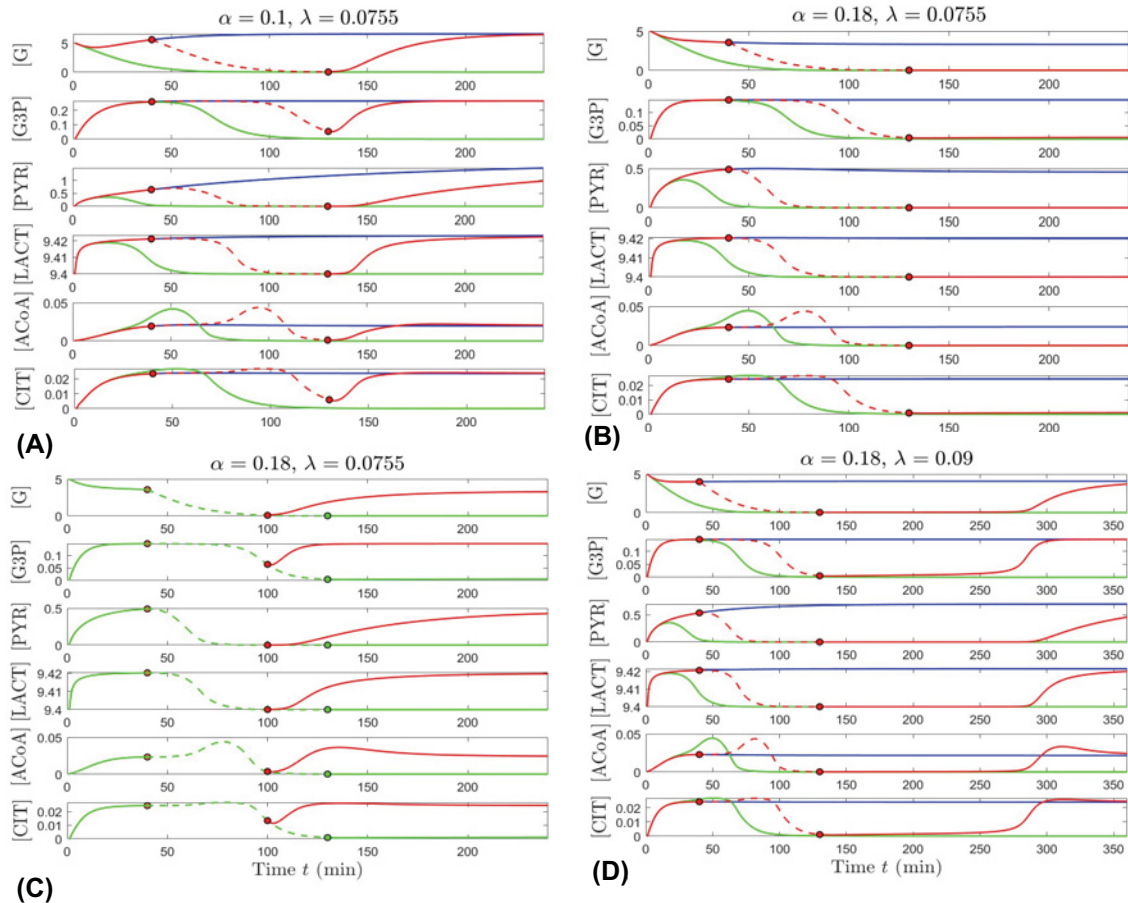 α = 0.1, λ = 0.0755
[G]
5
0
0 50 100 150 200
[G3P]
0.2
0.1
0
0 50 100 150 200
[PYR]
1
0.5
0
0 50 100 150 200
[LACT]
9.42
9.41
9.4
0 50 100 150 200
[ACoA]
0.05
0
0 50 100 150 200
[CIT]
0.02
0.01
0
0 50 100 150 200
(A)
α = 0.18, λ = 0.0755
[G]
5
0
0 50 100 150 200
[G3P]
0.1
0.05
0
0 50 100 150 200
[PYR]
0.5
0
0 50 100 150 200
[LACT]
9.42
9.41
9.4
0 50 100 150 200
[ACoA]
0.05
0
0 50 100 150 200
[CIT]
0.02
0.01
0
0 50 100 150 200
(B)
α = 0.18, λ = 0.0755
[G]
5
0
0 50 100 150 200
[G3P]
0.1
0.05
0
0 50 100 150 200
[PYR]
0.5
0
0 50 100 150 200
[LACT]
9.42
9.41
9.4
0 50 100 150 200
[ACoA]
0.05
0
0 50 100 150 200
[CIT]
0.02
0.01
0
0 50 100 150 200
Time t (min)
(C)
α = 0.18, λ = 0.09
[G]
5
0
0 50 100 150 200 250 300 350
[G3P]
0.1
0.05
0
0 50 100 150 200 250 300 350
[PYR]
0.5
0
0 50 100 150 200 250 300 350
[LACT]
9.42
9.41
9.4
0 50 100 150 200 250 300 350
[ACoA]
0.05
0
0 50 100 150 200 250 300 350
[CIT]
0.02
0.01
0
0 50 100 150 200 250 300 350
Time t (min)
(D)